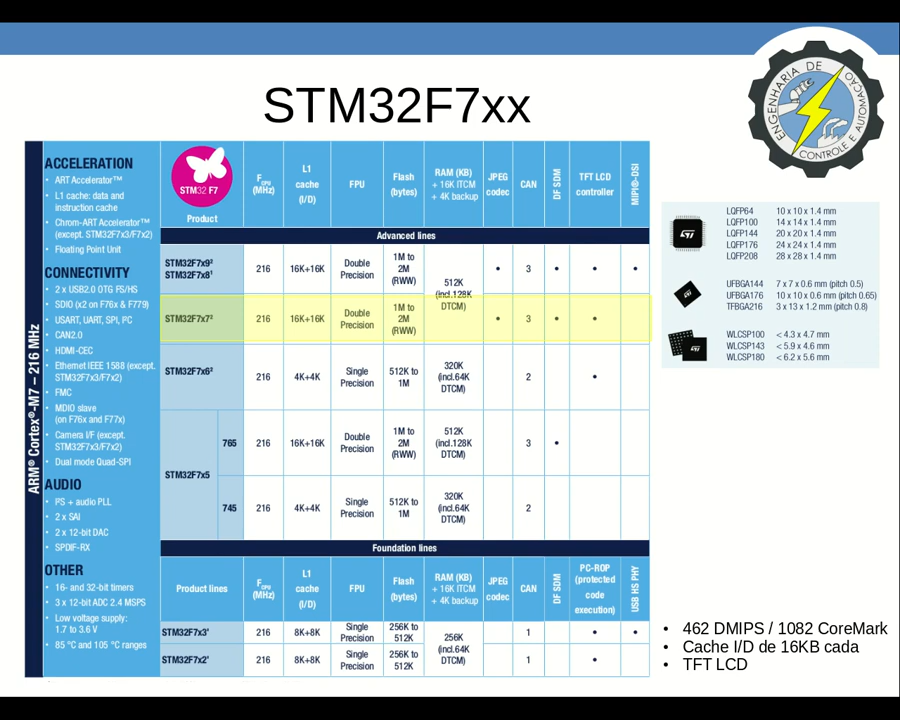 STM32F7xx
ENGENHARIA DE
CONTROLE E AUTOMAÇÃO
ARM® Cortex®-M7 – 216 MHz
ACCELERATION
• ART Accelerator™
• L1 cache: data and
instruction cache
• Chrom-ART Accelerator™
(except. STM32F7x3/F7x2)
• Floating Point Unit
CONNECTIVITY
• 2 x USB2.0 OTG FS/HS
• SDIO (x2 on F76x & F779)
• USART, UART, SPI, PC
• CAN2.0
• HDMI-CEC
• Ethernet IEEE 1588 (except.
STM32F7x3/F7x2)
• FMC
• MDIO slave
(on F76x and F77x)
• Camera I/F (except.
STM32F7x3/F7x2)
• Dual mode Quad-SPI
AUDIO
• I²S + audio PLL
• 2 x SAI
• 2 x 12-bit DAC
• SPDIF-RX
OTHER
• 16- and 32-bit timers
• 3 x 12-bit ADC 2.4 MSPS
• Low voltage supply:
1.7 to 3.6 V
• 85 °C and 105 °C ranges
STM32 F7
Product
FCPU
(MHz)
L1
cache
(I/D)
FPU
Flash
(bytes)
RAM (KB)
+ 16K ITCM
+ 4K backup
JPEG
codec
CAN
DF SDM
TFT LCD
controller
MIPI®-DSI
Advanced lines
STM32F7x9²
STM32F7x8¹
216
16K+16K
Double
Precision
1M to
2M
(RWW)
512K
(incl.128K
DTCM)
•
3
•
•
•
STM32F7x7²
216
16K+16K
Double
Precision
1M to
2M
(RWW)
•
3
•
•
STM32F7x6²
216
4K+4K
Single
Precision
512K to
1M
320K
(incl.64K
DTCM)
2
•
STM32F7x5
765
216
16K+16K
Double
Precision
1M to
2M
(RWW)
512K
(incl.128K
DTCM)
3
•
745
216
4K+4K
Single
Precision
512K to
1M
320K
(incl.64K
DTCM)
2
Foundation lines
Product lines
FCPU
(MHz)
L1
cache
(I/D)
FPU
Flash
(bytes)
RAM (KB)
+ 16K ITCM
+ 4K backup
JPEG
codec
CAN
DF SDM
PC-ROP
(protected
code
execution)
USB HS PHY
STM32F7x3¹
216
8K+8K
Single
Precision
256K to
512K
256K
(incl.64K
DTCM)
1
•
•
STM32F7x2¹
216
8K+8K
Single
Precision
256K to
512K
1
•
LQFP64 10 x 10 x 1.4 mm
LQFP100 14 x 14 x 1.4 mm
LQFP144 20 x 20 x 1.4 mm
LQFP176 24 x 24 x 1.4 mm
LQFP208 28 x 28 x 1.4 mm
UFBGA144 7 x 7 x 0.6 mm (pitch 0.5)
UFBGA176 10 x 10 x 0.6 mm (pitch 0.65)
TFBGA216 3 x 13 x 1.2 mm (pitch 0.8)
WLCSP100 < 4.3 x 4.7 mm
WLCSP143 < 5.9 x 4.6 mm
WLCSP180 < 6.2 x 5.6 mm
• 462 DMIPS / 1082 CoreMark
• Cache I/D de 16KB cada
• TFT LCD